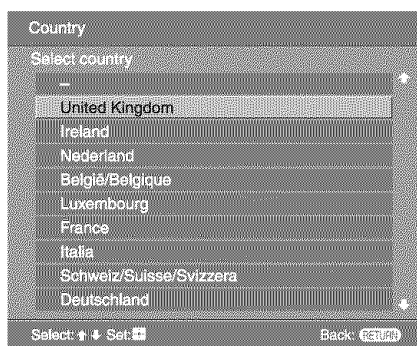 Country
Select country
–
United Kingdom
Ireland
Nederland
België/Belgique
Luxembourg
France
Italia
Schweiz/Suisse/Svizzera
Deutschland
Select: Set: Back: RETURN